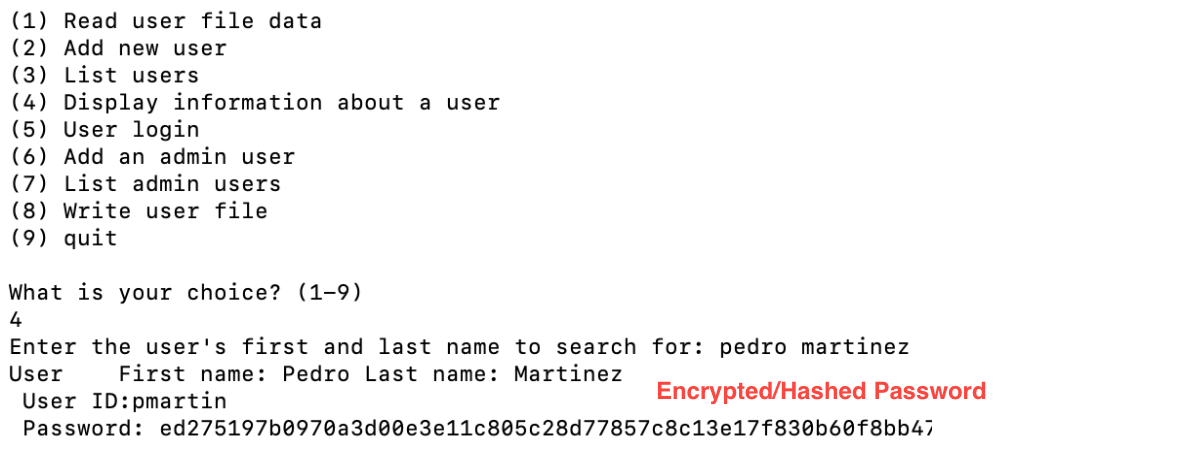 (1) Read user file data
(2) Add new user
(3) List users
(4) Display information about a user
(5) User login
(6) Add an admin user
(7) List admin users
(8) Write user file
(9) quit
What is your choice? (1-9)
4
Enter the user's first and last name to search for: pedro martinez
User    First name: Pedro Last name: Martinez
Encrypted/Hashed Password
User ID:pmartin
Password: ed275197b0970a3d00e3e11c805c28d77857c8c13e17f830b60f8bb47